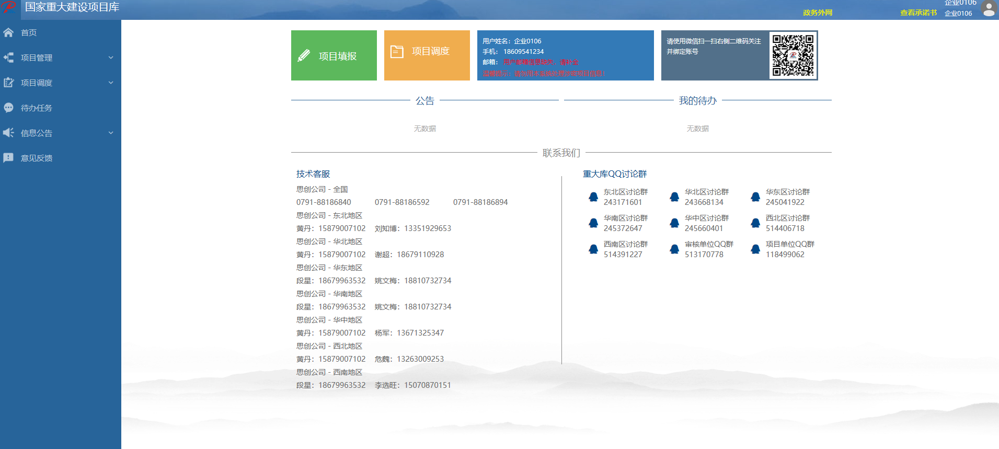 国家重大建设项目库
政务外网
查看承诺书
企业0106
企业0106
首页
项目管理
项目调度
待办任务
信息公告
意见反馈
项目填报
项目调度
用户姓名：企业0106
手机： 18609541234
邮箱： 用户邮箱信息缺失，请补全
温馨提示：请勿用本系统处理涉密项目信息！
请使用微信扫一扫右侧二维码关注
并绑定账号
公告
我的待办
无数据
无数据
联系我们
技术客服
思创公司 - 全国
0791-88186840 0791-88186592 0791-88186894
思创公司 - 东北地区
黄丹：15879007102 刘知博：13351929653
思创公司 - 华北地区
黄丹：15879007102 谢超：18679110928
思创公司 - 华东地区
段星：18679963532 姚文梅：18810732734
思创公司 - 华南地区
段星：18679963532 姚文梅：18810732734
思创公司 - 华中地区
黄丹：15879007102 杨军：13671325347
思创公司 - 西北地区
黄丹：15879007102 危魏：13263009253
思创公司 - 西南地区
段星：18679963532 李选旺：15070870151
重大库QQ讨论群
东北区讨论群 华北区讨论群 华东区讨论群
243171601 243668134 245041922
华南区讨论群 华中区讨论群 西北区讨论群
245372647 245660401 514406718
西南区讨论群 审核单位QQ群 项目单位QQ群
514391227 513170778 118499062